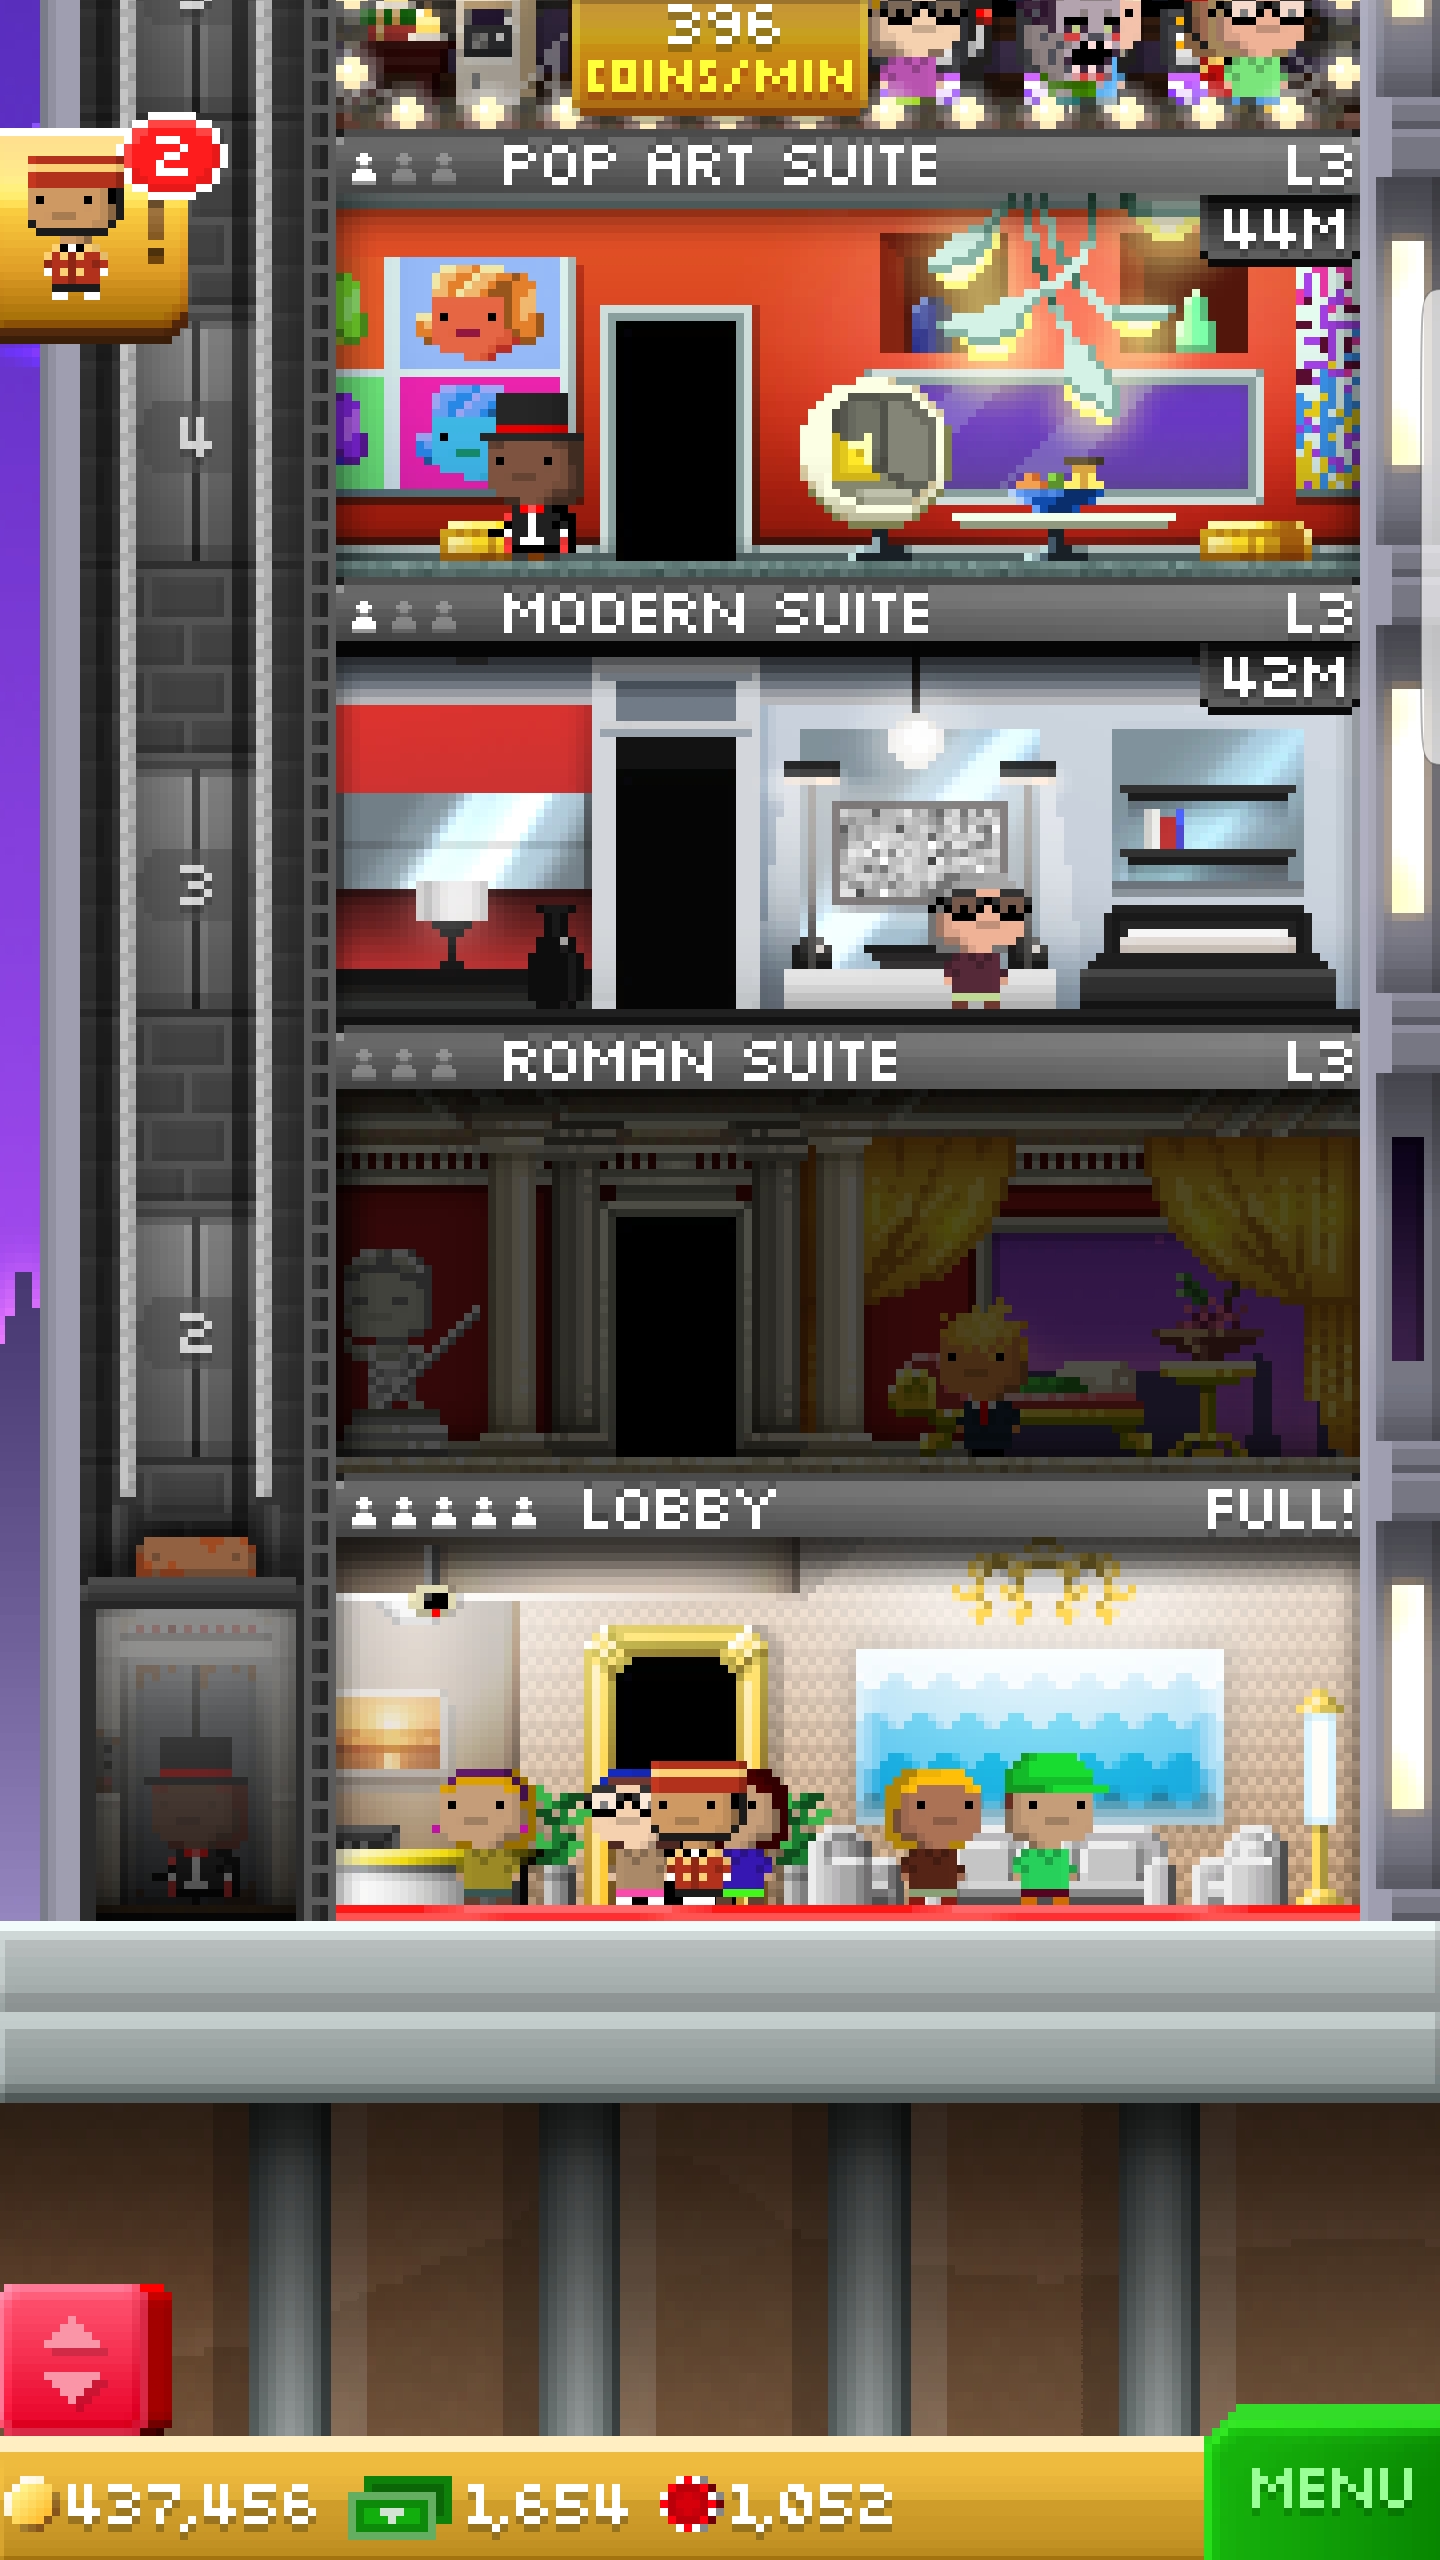 396
COINS/MIN
2
POP ART SUITE L3
44M
4
MODERN SUITE L3
42M
3
ROMAN SUITE L3
2
LOBBY FULL!
437,456 1,654 1,052
MENU